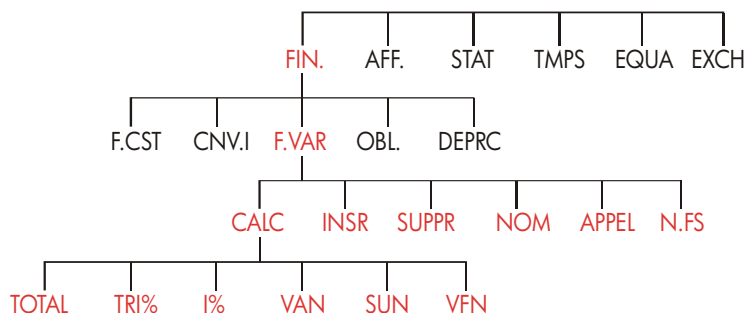 FIN. AFF. STAT TMPS EQUA EXCH
F.CST CNV.I F.VAR OBL. DEPRC
CALC INSR SUPPR NOM APPEL N.FS
TOTAL TRI% I% VAN SUN VFN